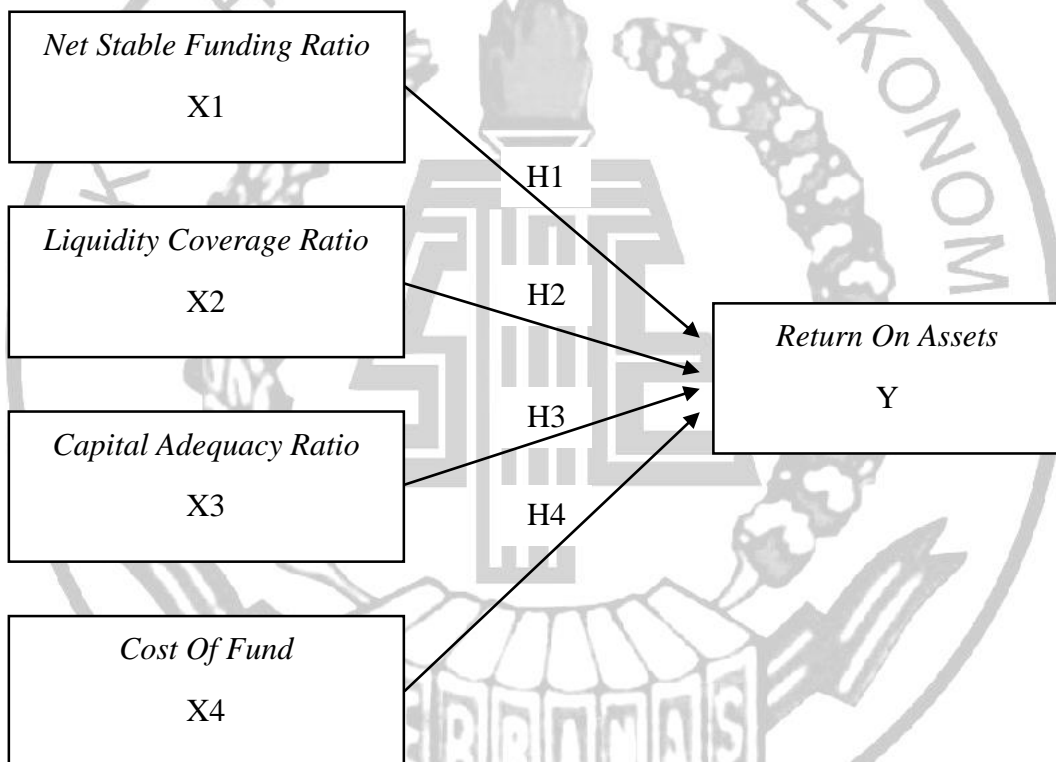 Net Stable Funding Ratio
X1
H1
Liquidity Coverage Ratio
X2
H2
Return On Assets
Y
Capital Adequacy Ratio
X3
H3
H4
Cost Of Fund
X4
EKONOM